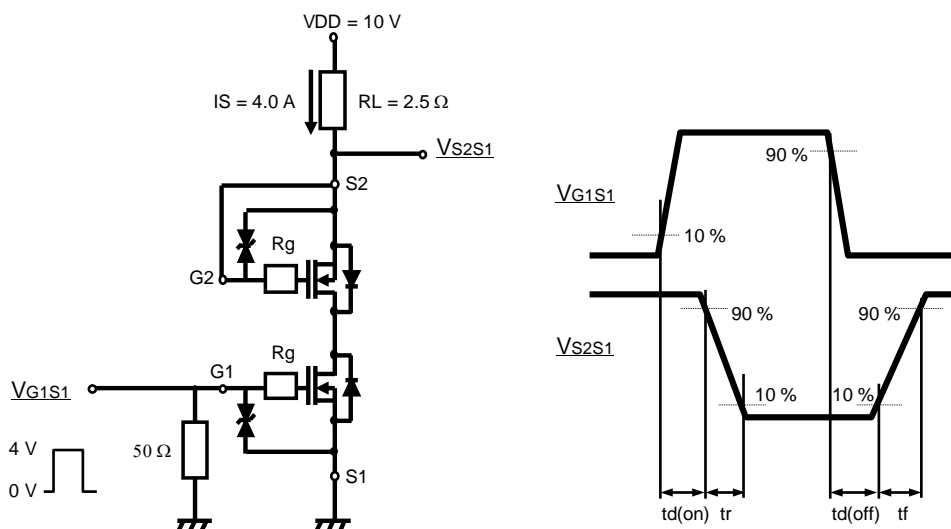 VDD = 10 V
IS = 4.0 A
RL = 2.5 Ω
VS2S1
S2
Rg
G2
Rg
G1
VG1S1
50 Ω
4 V
0 V
S1
VG1S1
90 %
10 %
VS2S1
90 %
90 %
10 %
10 %
td(on)
tr
td(off)
tf